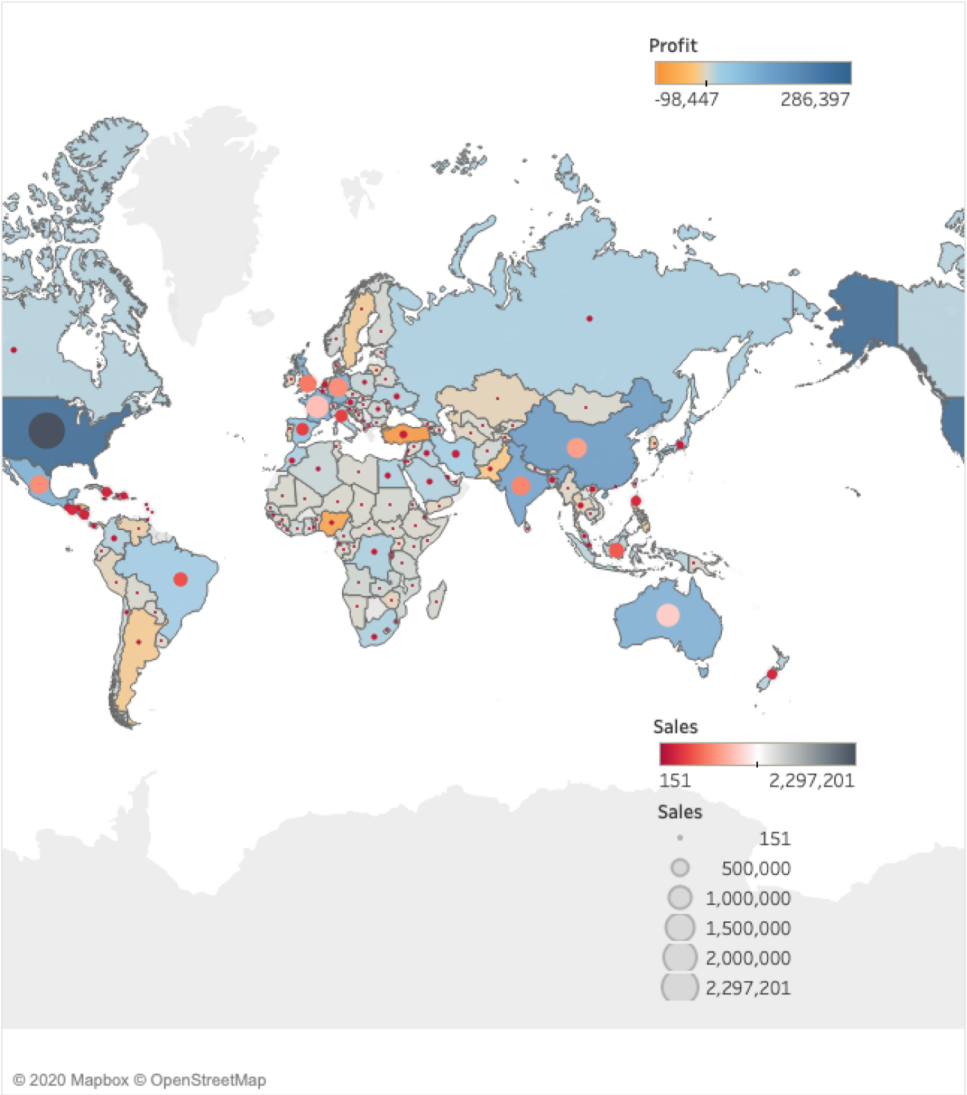 Profit
-98,447 286,397
Sales
151 2,297,201
Sales
151
500,000
1,000,000
1,500,000
2,000,000
2,297,201
© 2020 Mapbox © OpenStreetMap